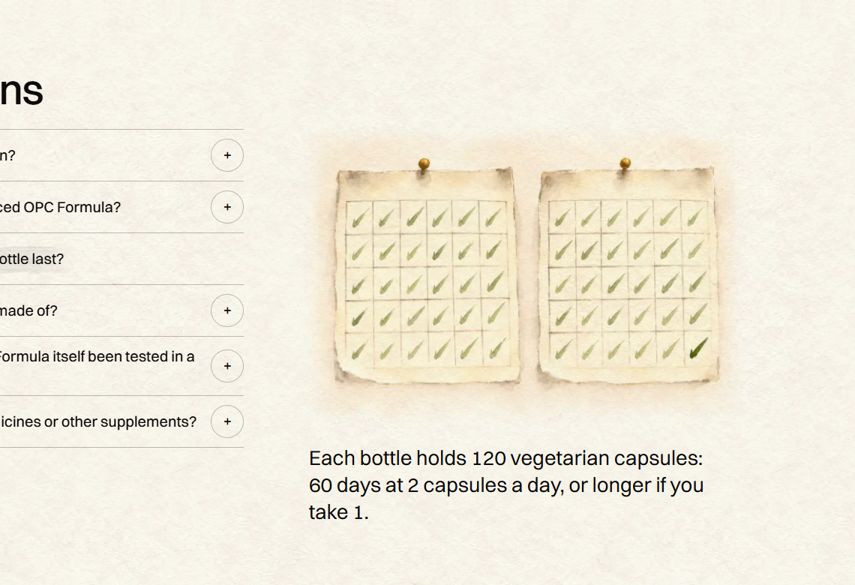 ns
n?
+
ced OPC Formula?
+
ottle last?
made of?
+
Formula itself been tested in a
+
icines or other supplements?
+
Each bottle holds 120 vegetarian capsules:
60 days at 2 capsules a day, or longer if you
take 1.